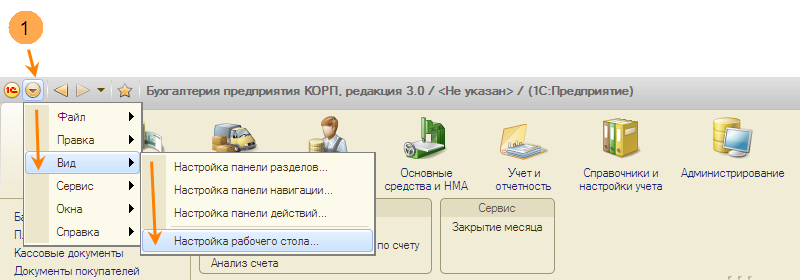 1
1С
Бухгалтерия предприятия КОРП, редакция 3.0 / <Не указан> / (1С:Предприятие)
Файл
Правка
Вид
Сервис
Окна
Справка
Настройка панели разделов...
Настройка панели навигации...
Настройка панели действий...
Настройка рабочего стола...
Основные
средства и НМА
Учет и
отчетность
Справочники и
настройки учета
Администрирование
Сервис
Закрытие месяца
по счету
Анализ счета
Кассовые документы
Документы покупателей